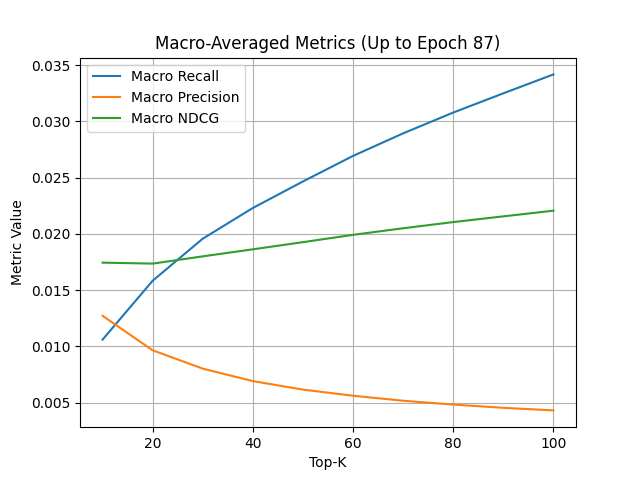 Macro-Averaged Metrics (Up to Epoch 87)
Macro Recall
Macro Precision
Macro NDCG
0.035
0.030
0.025
0.020
0.015
0.010
0.005
Metric Value
20
40
60
80
100
Top-K